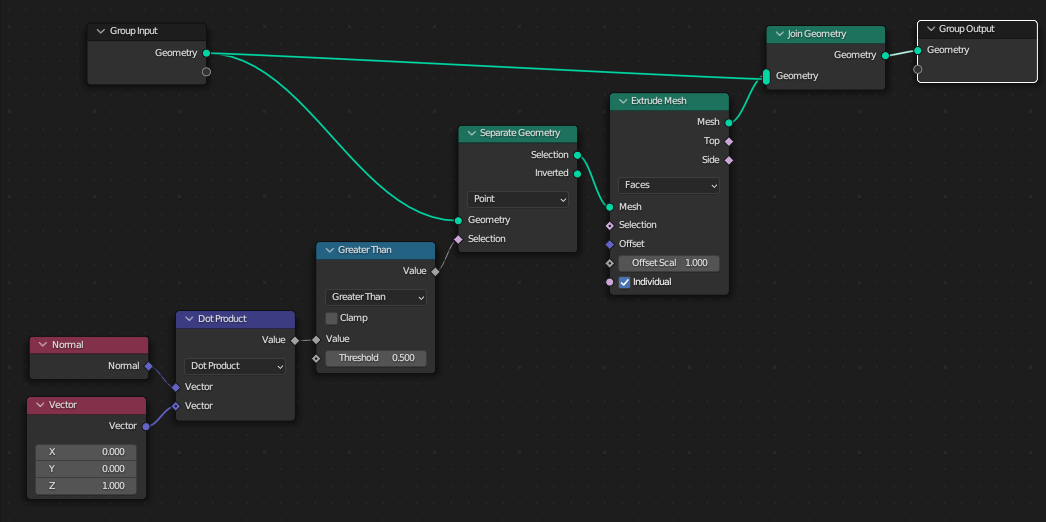 Group Input
Geometry
Join Geometry
Geometry
Geometry
Group Output
Geometry
Extrude Mesh
Mesh
Top
Side
Faces
Mesh
Selection
Offset
Offset Scal 1.000
Individual
Separate Geometry
Selection
Inverted
Point
Geometry
Selection
Greater Than
Value
Greater Than
Clamp
Value
Threshold 0.500
Dot Product
Value
Dot Product
Vector
Vector
Normal
Normal
Vector
Vector
X 0.000
Y 0.000
Z 1.000